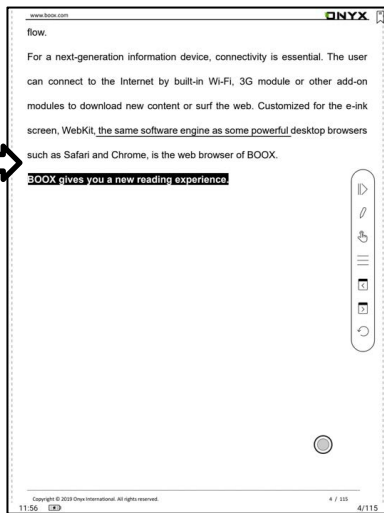 www.boox.com
ONYX
flow.
For a next-generation information device, connectivity is essential. The user
can connect to the Internet by built-in Wi-Fi, 3G module or other add-on
modules to download new content or surf the web. Customized for the e-ink
screen, WebKit, the same software engine as some powerful desktop browsers
such as Safari and Chrome, is the web browser of BOOX.
BOOX gives you a new reading experience.
Copyright © 2019 Onyx International. All rights reserved.
4 / 115
11:56
4/115